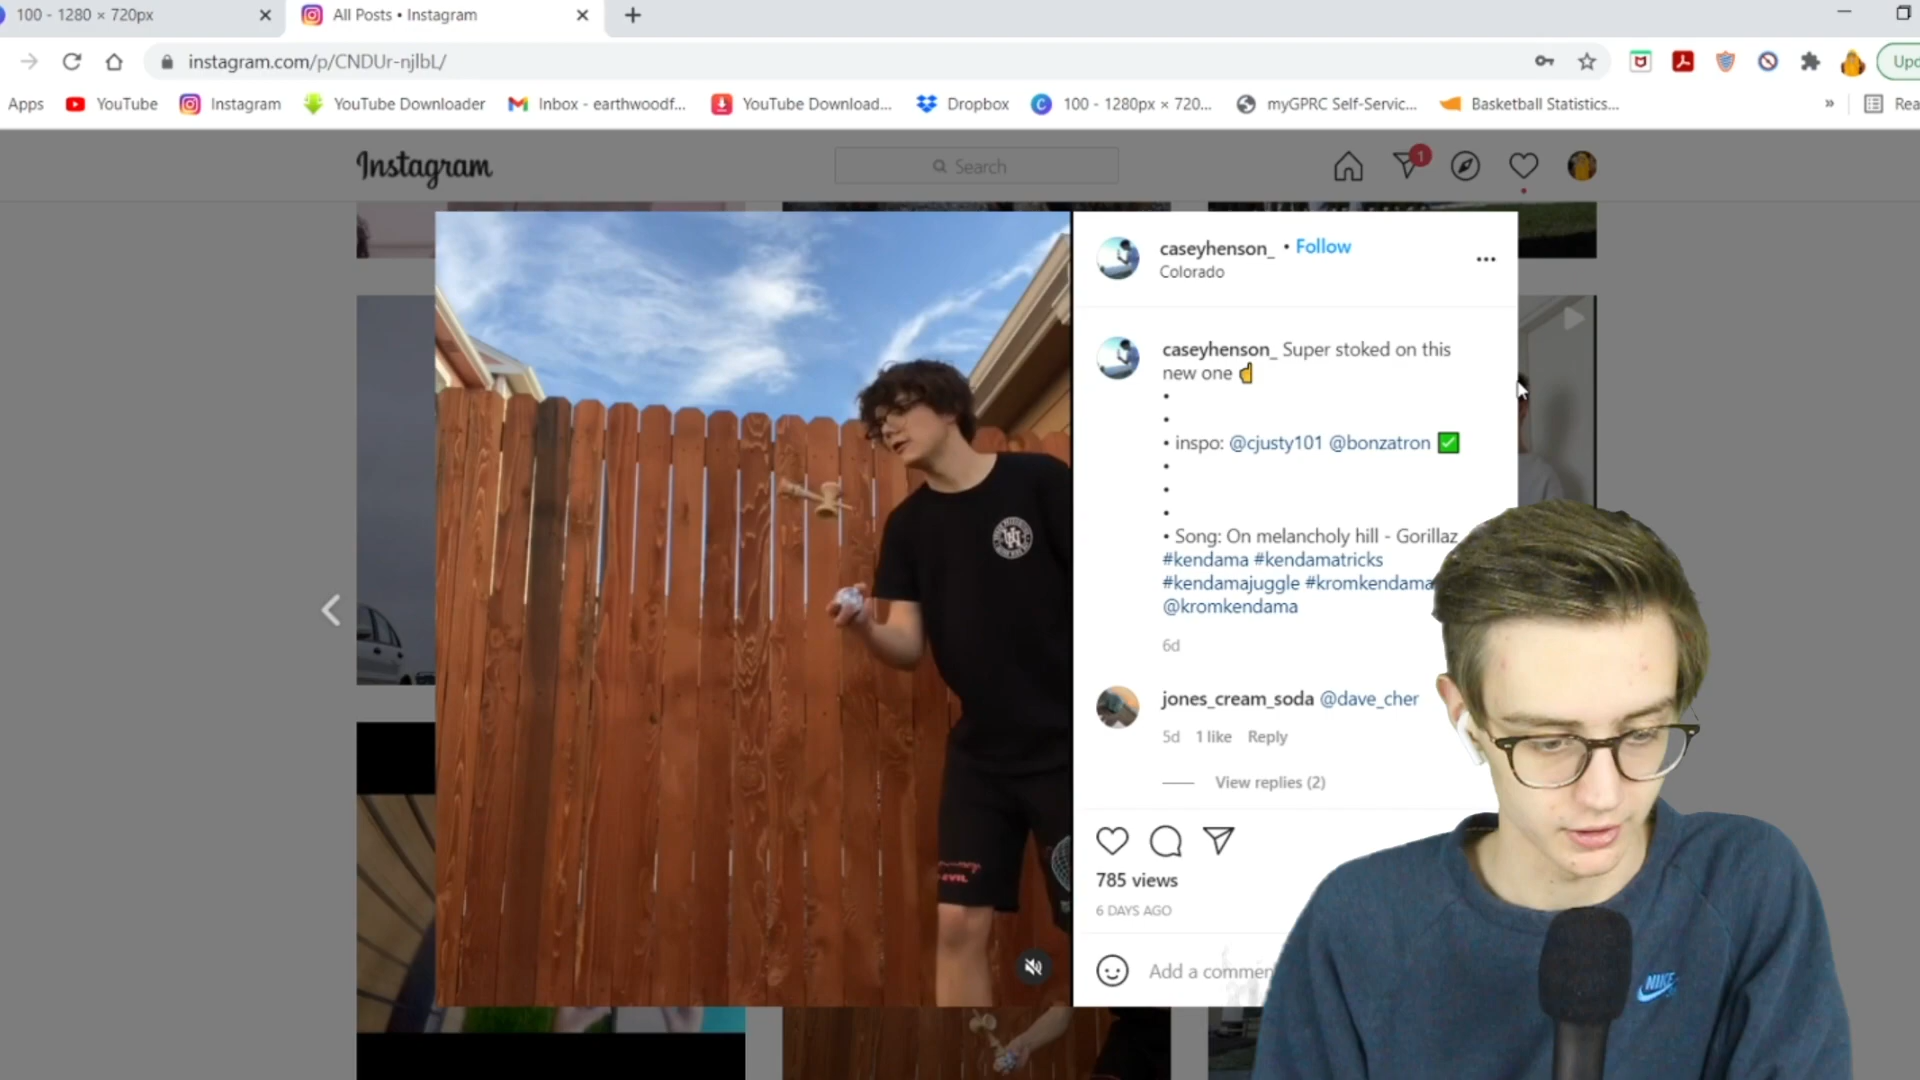 100 - 1280 × 720px
All Posts • Instagram
instagram.com/p/CNDUr-njlbL/
Apps
YouTube
Instagram
YouTube Downloader
Inbox - earthwoodf...
YouTube Download...
Dropbox
100 - 1280px × 720...
myGPRC Self-Servic...
Basketball Statistics...
»
Instagram
Search
1
caseyhenson_ • Follow
Colorado
caseyhenson_ Super stoked on this
new one ☝
•
•
• inspo: @cjusty101 @bonzatron ✅
•
•
•
• Song: On melancholy hill - Gorillaz
#kendama #kendamatricks
#kendamajuggle #kromkendama
@kromkendama
6d
jones_cream_soda @dave_cher
5d 1 like Reply
View replies (2)
785 views
6 DAYS AGO
Add a commen
NIKE